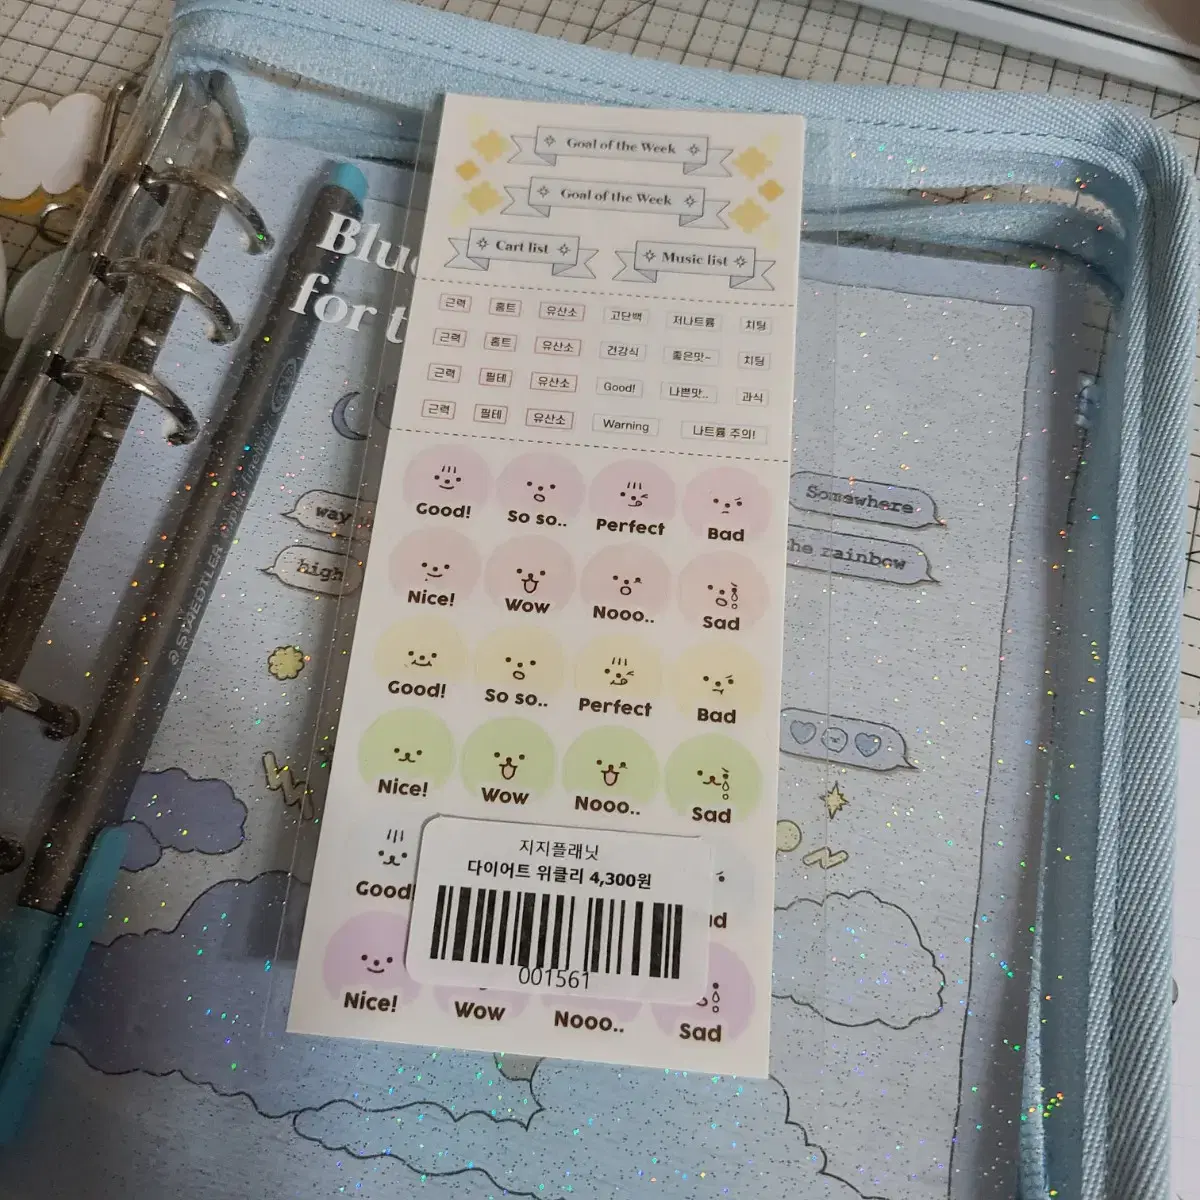 Goal of the Week
Goal of the Week
Cart list
Music list
근력 홈트 유산소 고단백 저나트륨 치팅
근력 홈트 유산소 건강식 좋은맛~ 치팅
근력 필테 유산소 Good! 나쁜맛.. 과식
근력 필테 유산소 Warning 나트륨 주의!
Good! So so.. Perfect Bad
Nice! Wow Nooo.. Sad
Good! So so.. Perfect Bad
Nice! Wow Nooo.. Sad
Good!
지지플래닛
다이어트 위클리 4,300원
001561
Nice! Wow Nooo.. Sad
for t
way
high
Somewhere
the rainbow
STAEDTLER